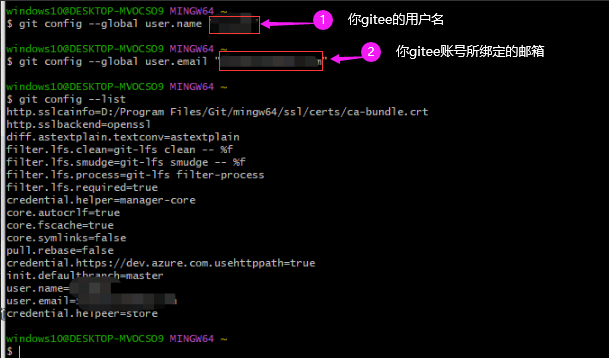 windows10@DESKTOP-MVOCSO9 MINGW64 ~
$ git config --global user.name " " 1 你gitee的用户名
windows10@DESKTOP-MVOCSO9 MINGW64 ~
$ git config --global user.email " m" 2 你gitee账号所绑定的邮箱
windows10@DESKTOP-MVOCSO9 MINGW64 ~
$ git config --list
http.sslcainfo=D:/Program Files/Git/mingw64/ssl/certs/ca-bundle.crt
http.sslbackend=openssl
diff.astextplain.textconv=astextplain
filter.lfs.clean=git-lfs clean -- %f
filter.lfs.smudge=git-lfs smudge -- %f
filter.lfs.process=git-lfs filter-process
filter.lfs.required=true
credential.helper=manager-core
core.autocrlf=true
core.fscache=true
core.symlinks=false
pull.rebase=false
credential.https://dev.azure.com.usehttppath=true
init.defaultbranch=master
user.name=
user.email=
credential.helpeer=store
windows10@DESKTOP-MVOCSO9 MINGW64 ~
$